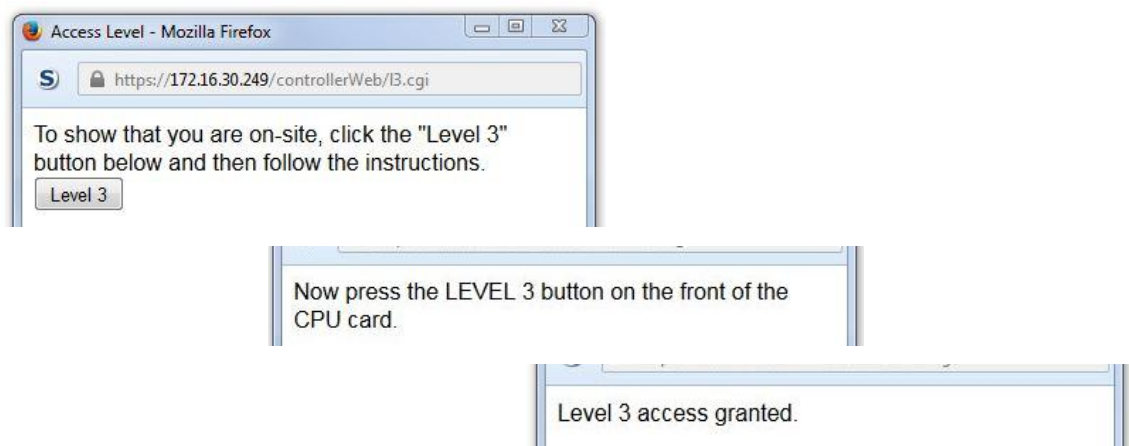 Access Level - Mozilla Firefox
S
https://172.16.30.249/controllerWeb/l3.cgi
To show that you are on-site, click the "Level 3"
button below and then follow the instructions.
Level 3
Now press the LEVEL 3 button on the front of the
CPU card.
Level 3 access granted.